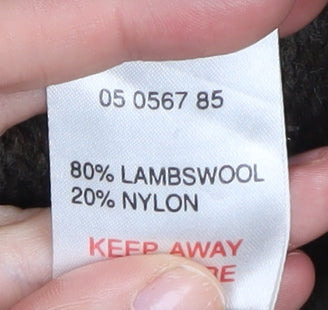 05 0567 85
80% LAMBSWOOL
20% NYLON
KEEP AWAY